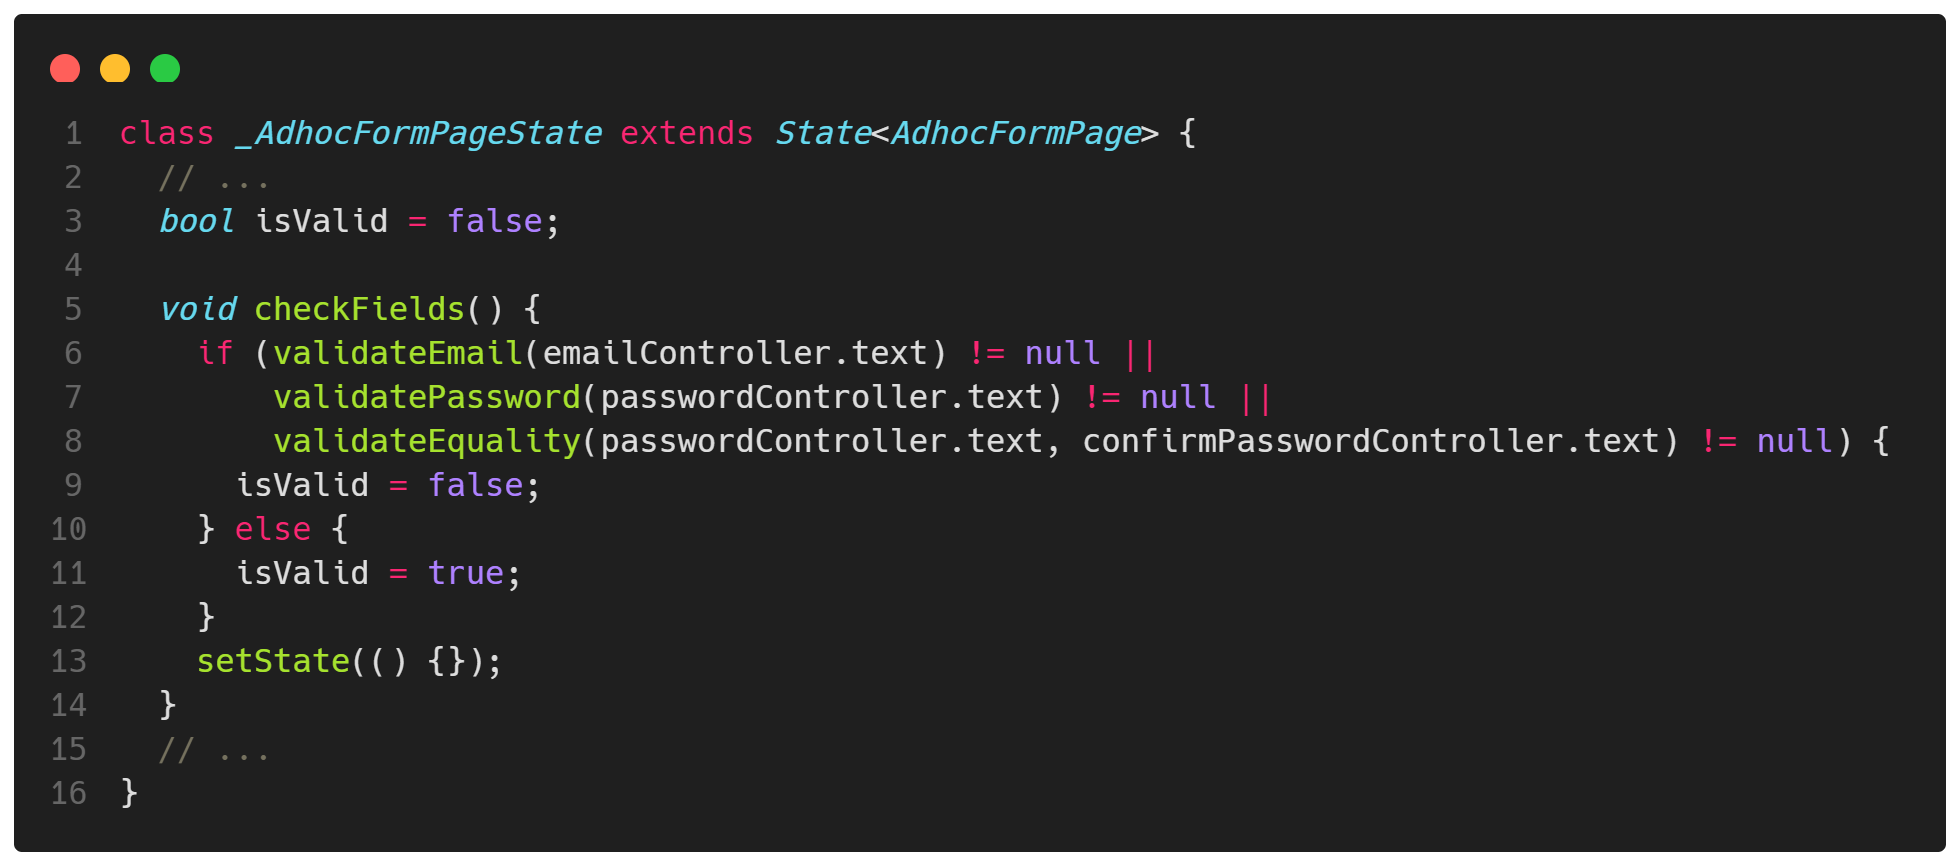 1 class _AdhocFormPageState extends State<AdhocFormPage> {
2   // ...
3   bool isValid = false;
4
5   void checkFields() {
6     if (validateEmail(emailController.text) != null ||
7         validatePassword(passwordController.text) != null ||
8         validateEquality(passwordController.text, confirmPasswordController.text) != null) {
9       isValid = false;
10     } else {
11       isValid = true;
12     }
13     setState(() {});
14   }
15   // ...
16 }